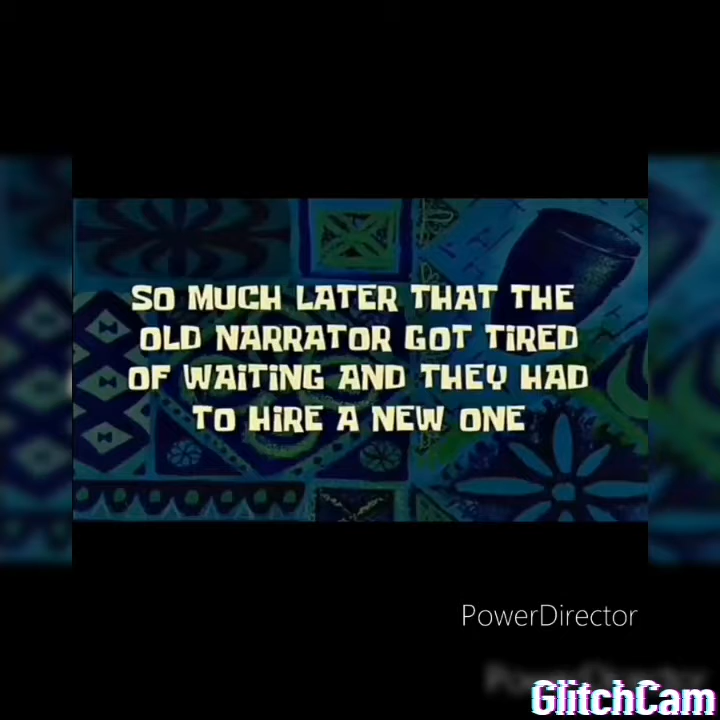 SO MUCH LATER THAT THE
OLD NARRATOR GOT TiRED
OF WAiTiNG AND THEY HAD
TO HiRE A NEW ONE
PowerDirector
PowerDirector
GlitchCam